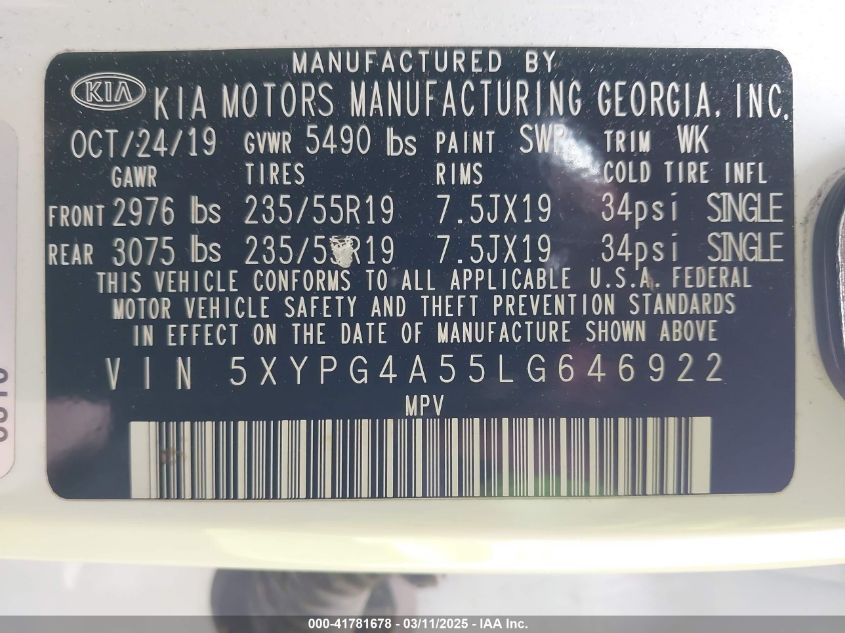 MANUFACTURED BY
KIA KIA MOTORS MANUFACTURING GEORGIA, INC.
OCT/24/19 GVWR 5490 lbs PAINT SWP TRIM WK
GAWR TIRES RIMS COLD TIRE INFL
FRONT 2976 lbs 235/55R19 7.5JX19 34psi SINGLE
REAR 3075 lbs 235/55R19 7.5JX19 34psi SINGLE
THIS VEHICLE CONFORMS TO ALL APPLICABLE U.S.A. FEDERAL
MOTOR VEHICLE SAFETY AND THEFT PREVENTION STANDARDS
IN EFFECT ON THE DATE OF MANUFACTURE SHOWN ABOVE
VIN 5XYPG4A55LG646922
MPV
000-41781678 - 03/11/2025 - IAA Inc.